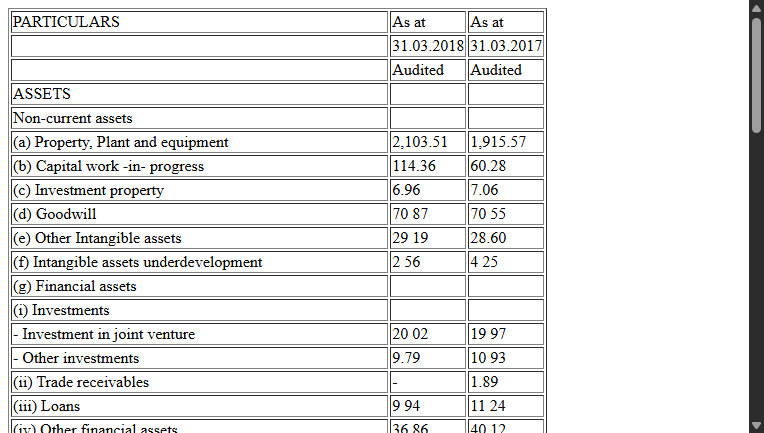 PARTICULARS As at As at
31.03.2018 31.03.2017
Audited Audited
ASSETS
Non-current assets
(a) Property, Plant and equipment 2,103.51 1,915.57
(b) Capital work -in- progress 114.36 60.28
(c) Investment property 6.96 7.06
(d) Goodwill 70 87 70 55
(e) Other Intangible assets 29 19 28.60
(f) Intangible assets underdevelopment 2 56 4 25
(g) Financial assets
(i) Investments
- Investment in joint venture 20 02 19 97
- Other investments 9.79 10 93
(ii) Trade receivables - 1.89
(iii) Loans 9 94 11 24
(iv) Other financial assets 36 86 40 12